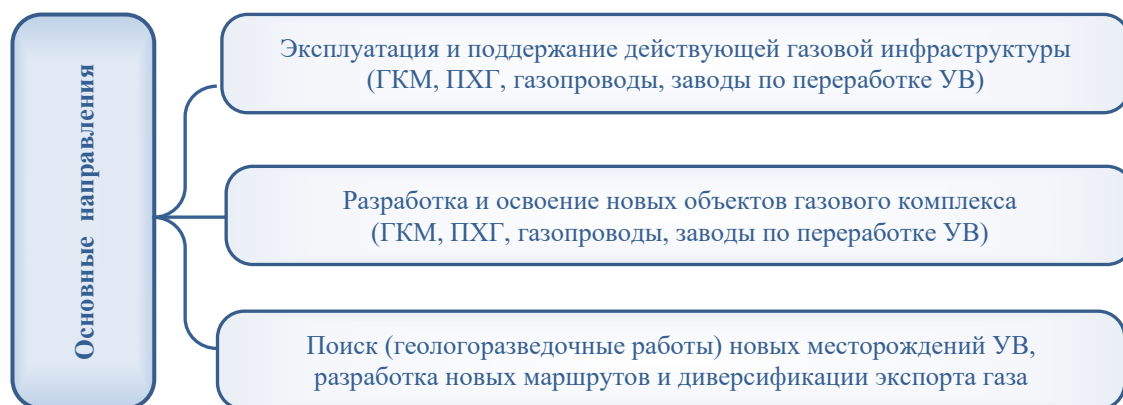 Основные направления
Эксплуатация и поддержание действующей газовой инфраструктуры
(ГКМ, ПХГ, газопроводы, заводы по переработке УВ)
Разработка и освоение новых объектов газового комплекса
(ГКМ, ПХГ, газопроводы, заводы по переработке УВ)
Поиск (геологоразведочные работы) новых месторождений УВ,
разработка новых маршрутов и диверсификации экспорта газа